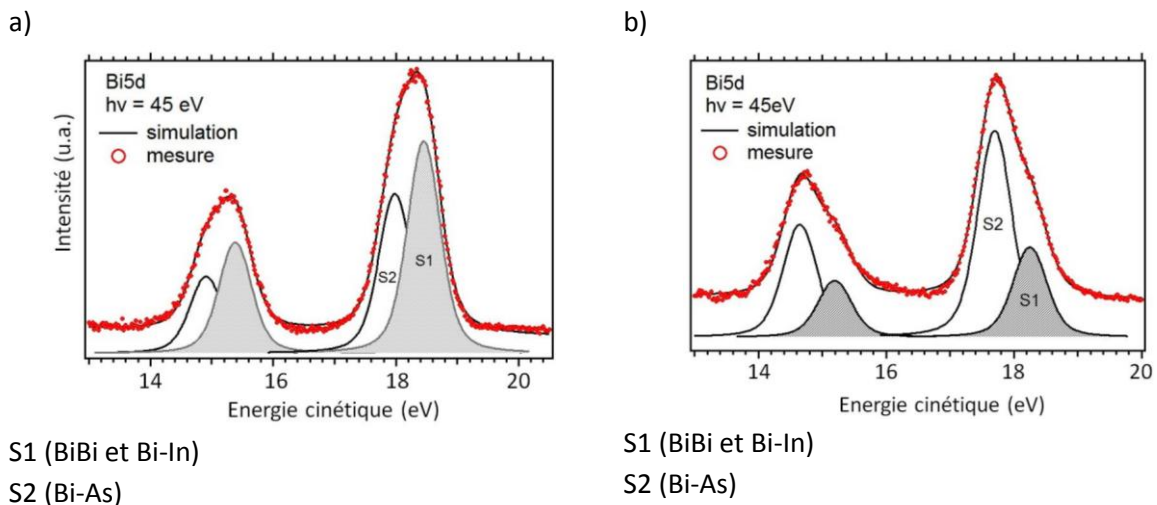 a)
Bi5d
hν = 45 eV
simulation
mesure
S2
S1
Intensité (u.a.)
14 16 18 20
Energie cinétique (eV)
S1 (BiBi et Bi-In)
S2 (Bi-As)
b)
Bi5d
hν = 45eV
simulation
mesure
S2
S1
14 16 18 20
Energie cinétique (eV)
S1 (BiBi et Bi-In)
S2 (Bi-As)